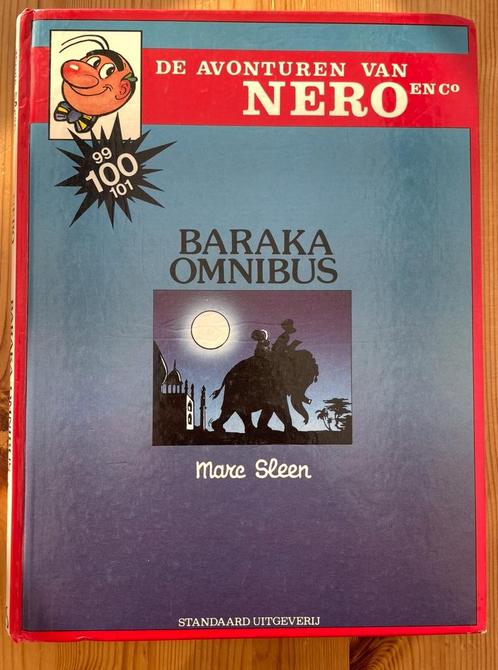 DE AVONTUREN VAN
NERO EN CO
99
100
101
BARAKA
OMNIBUS
Marc Sleen
STANDAARD UITGEVERIJ